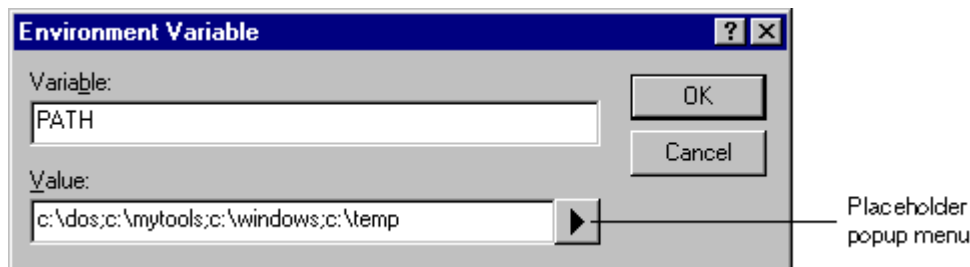 Environment Variable
Variable:
OK
PATH
Cancel
Value:
c:\dos;c:\mytools;c:\windows;c:\temp
Placeholder
popup menu